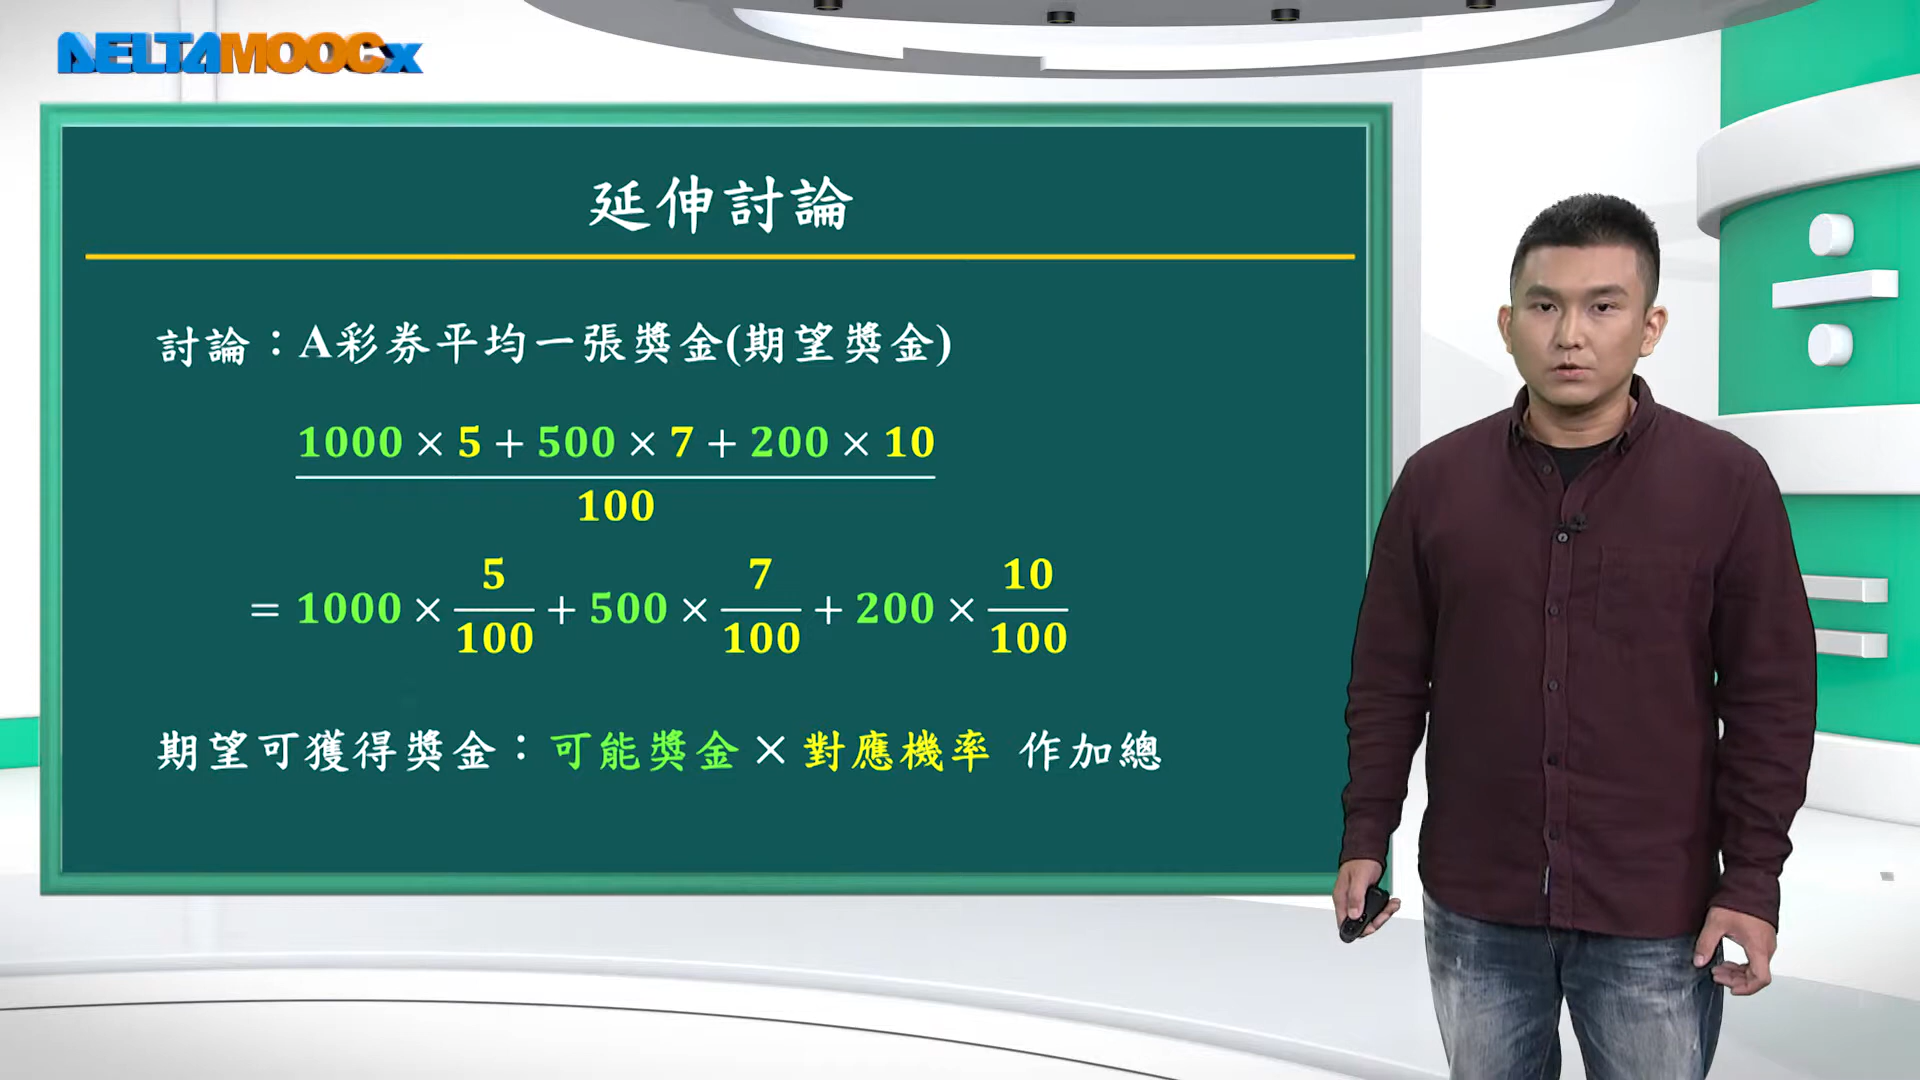 DELTAMOOCx
延伸討論
討論：A彩券平均一張獎金(期望獎金)
1000 × 5 + 500 × 7 + 200 × 10
100
= 1000 × 5/100 + 500 × 7/100 + 200 × 10/100
期望可獲得獎金：可能獎金 × 對應機率 作加總